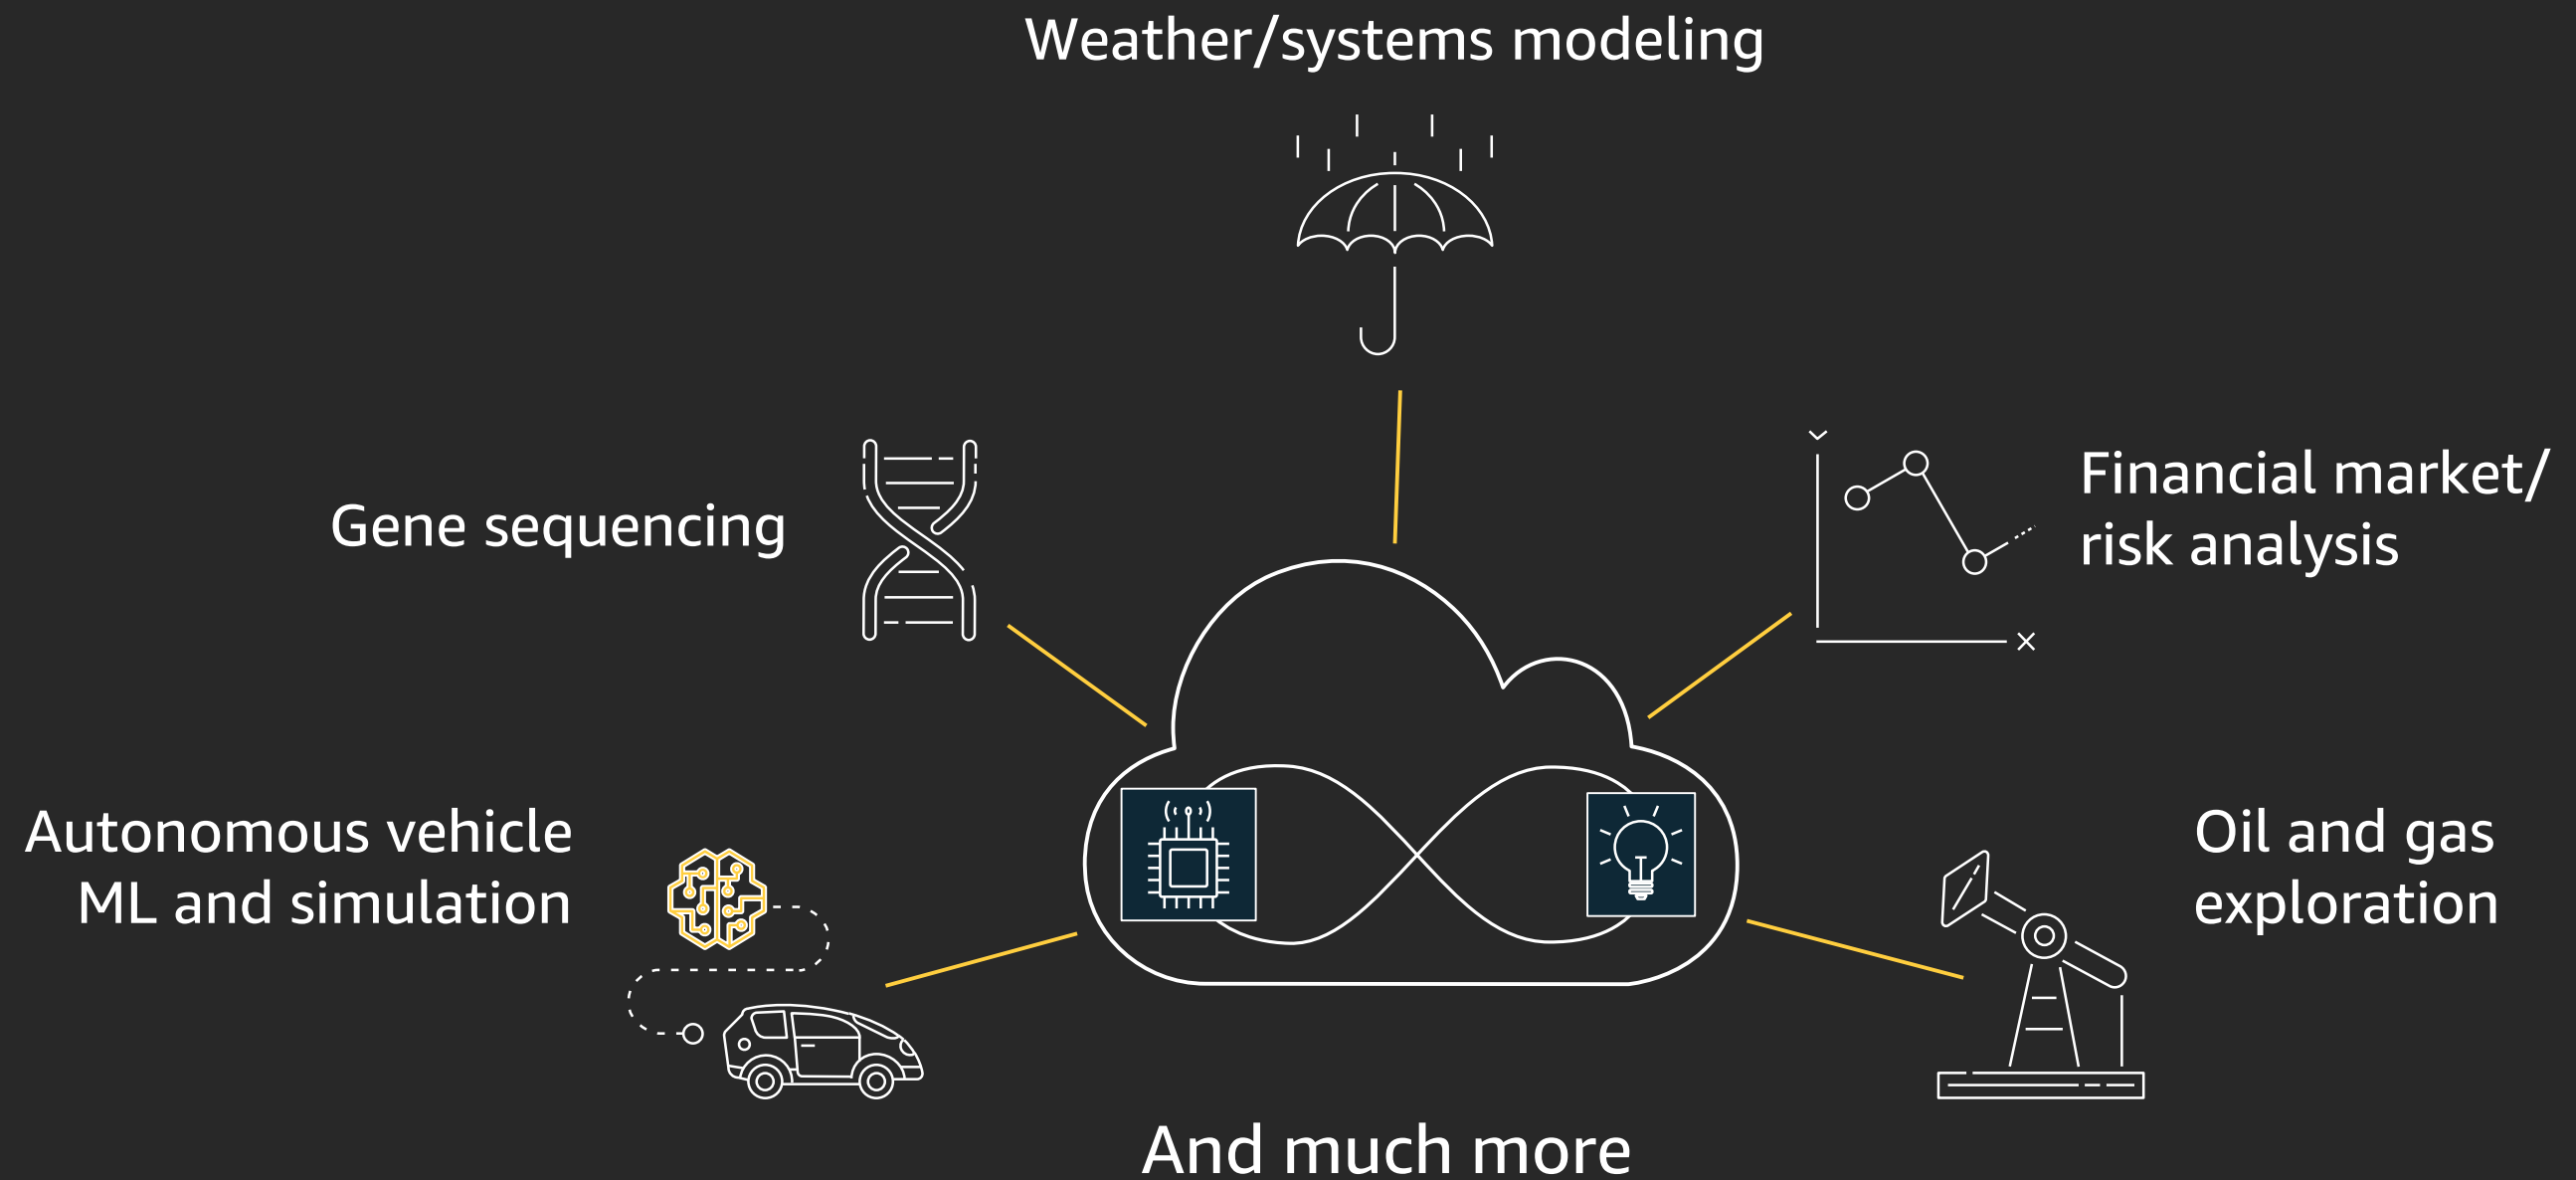 Weather/systems modeling
Gene sequencing
Financial market/
risk analysis
Autonomous vehicle
ML and simulation
Oil and gas
exploration
And much more